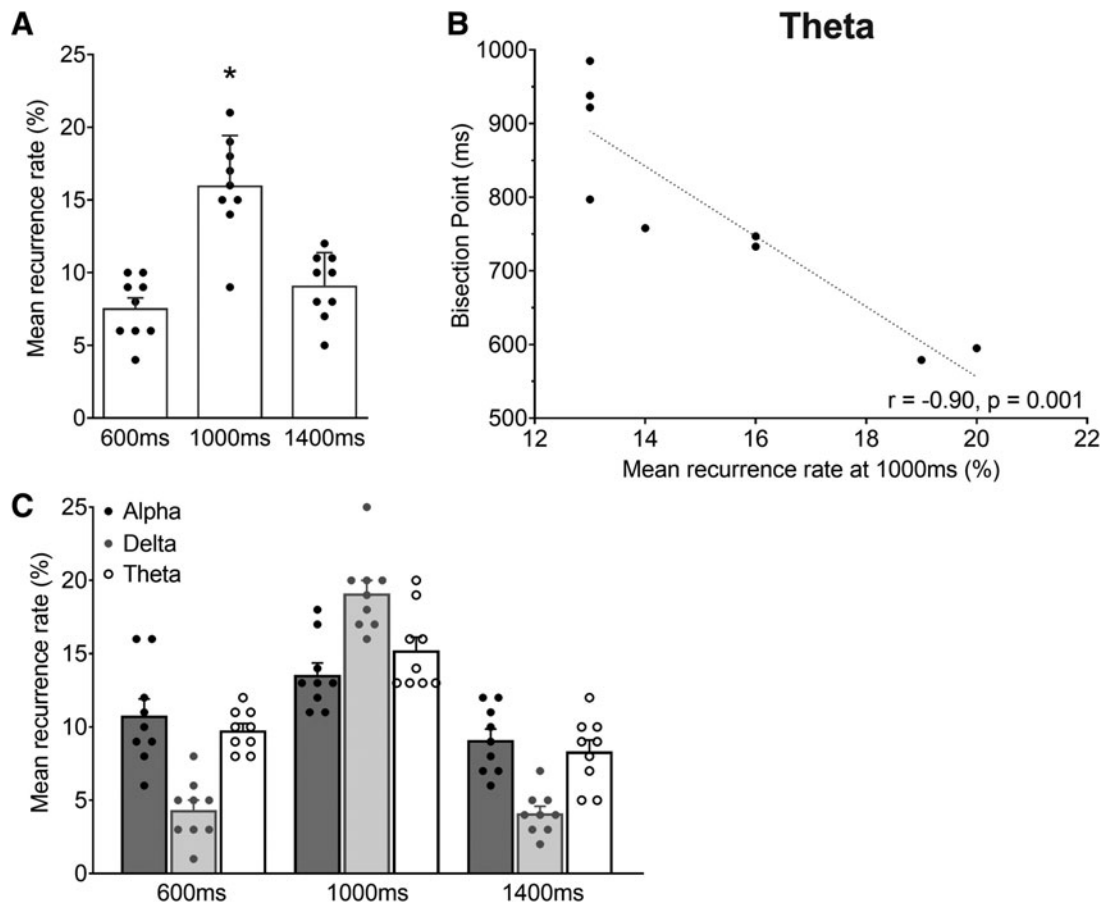 A
Mean recurrence rate (%)
25
20
15
10
5
0
*
600ms 1000ms 1400ms
B
Theta
Bisection Point (ms)
1000
900
800
700
600
500
r = -0.90, p = 0.001
12 14 16 18 20 22
Mean recurrence rate at 1000ms (%)
C
Mean recurrence rate (%)
25
20
15
10
5
0
Alpha
Delta
Theta
600ms 1000ms 1400ms